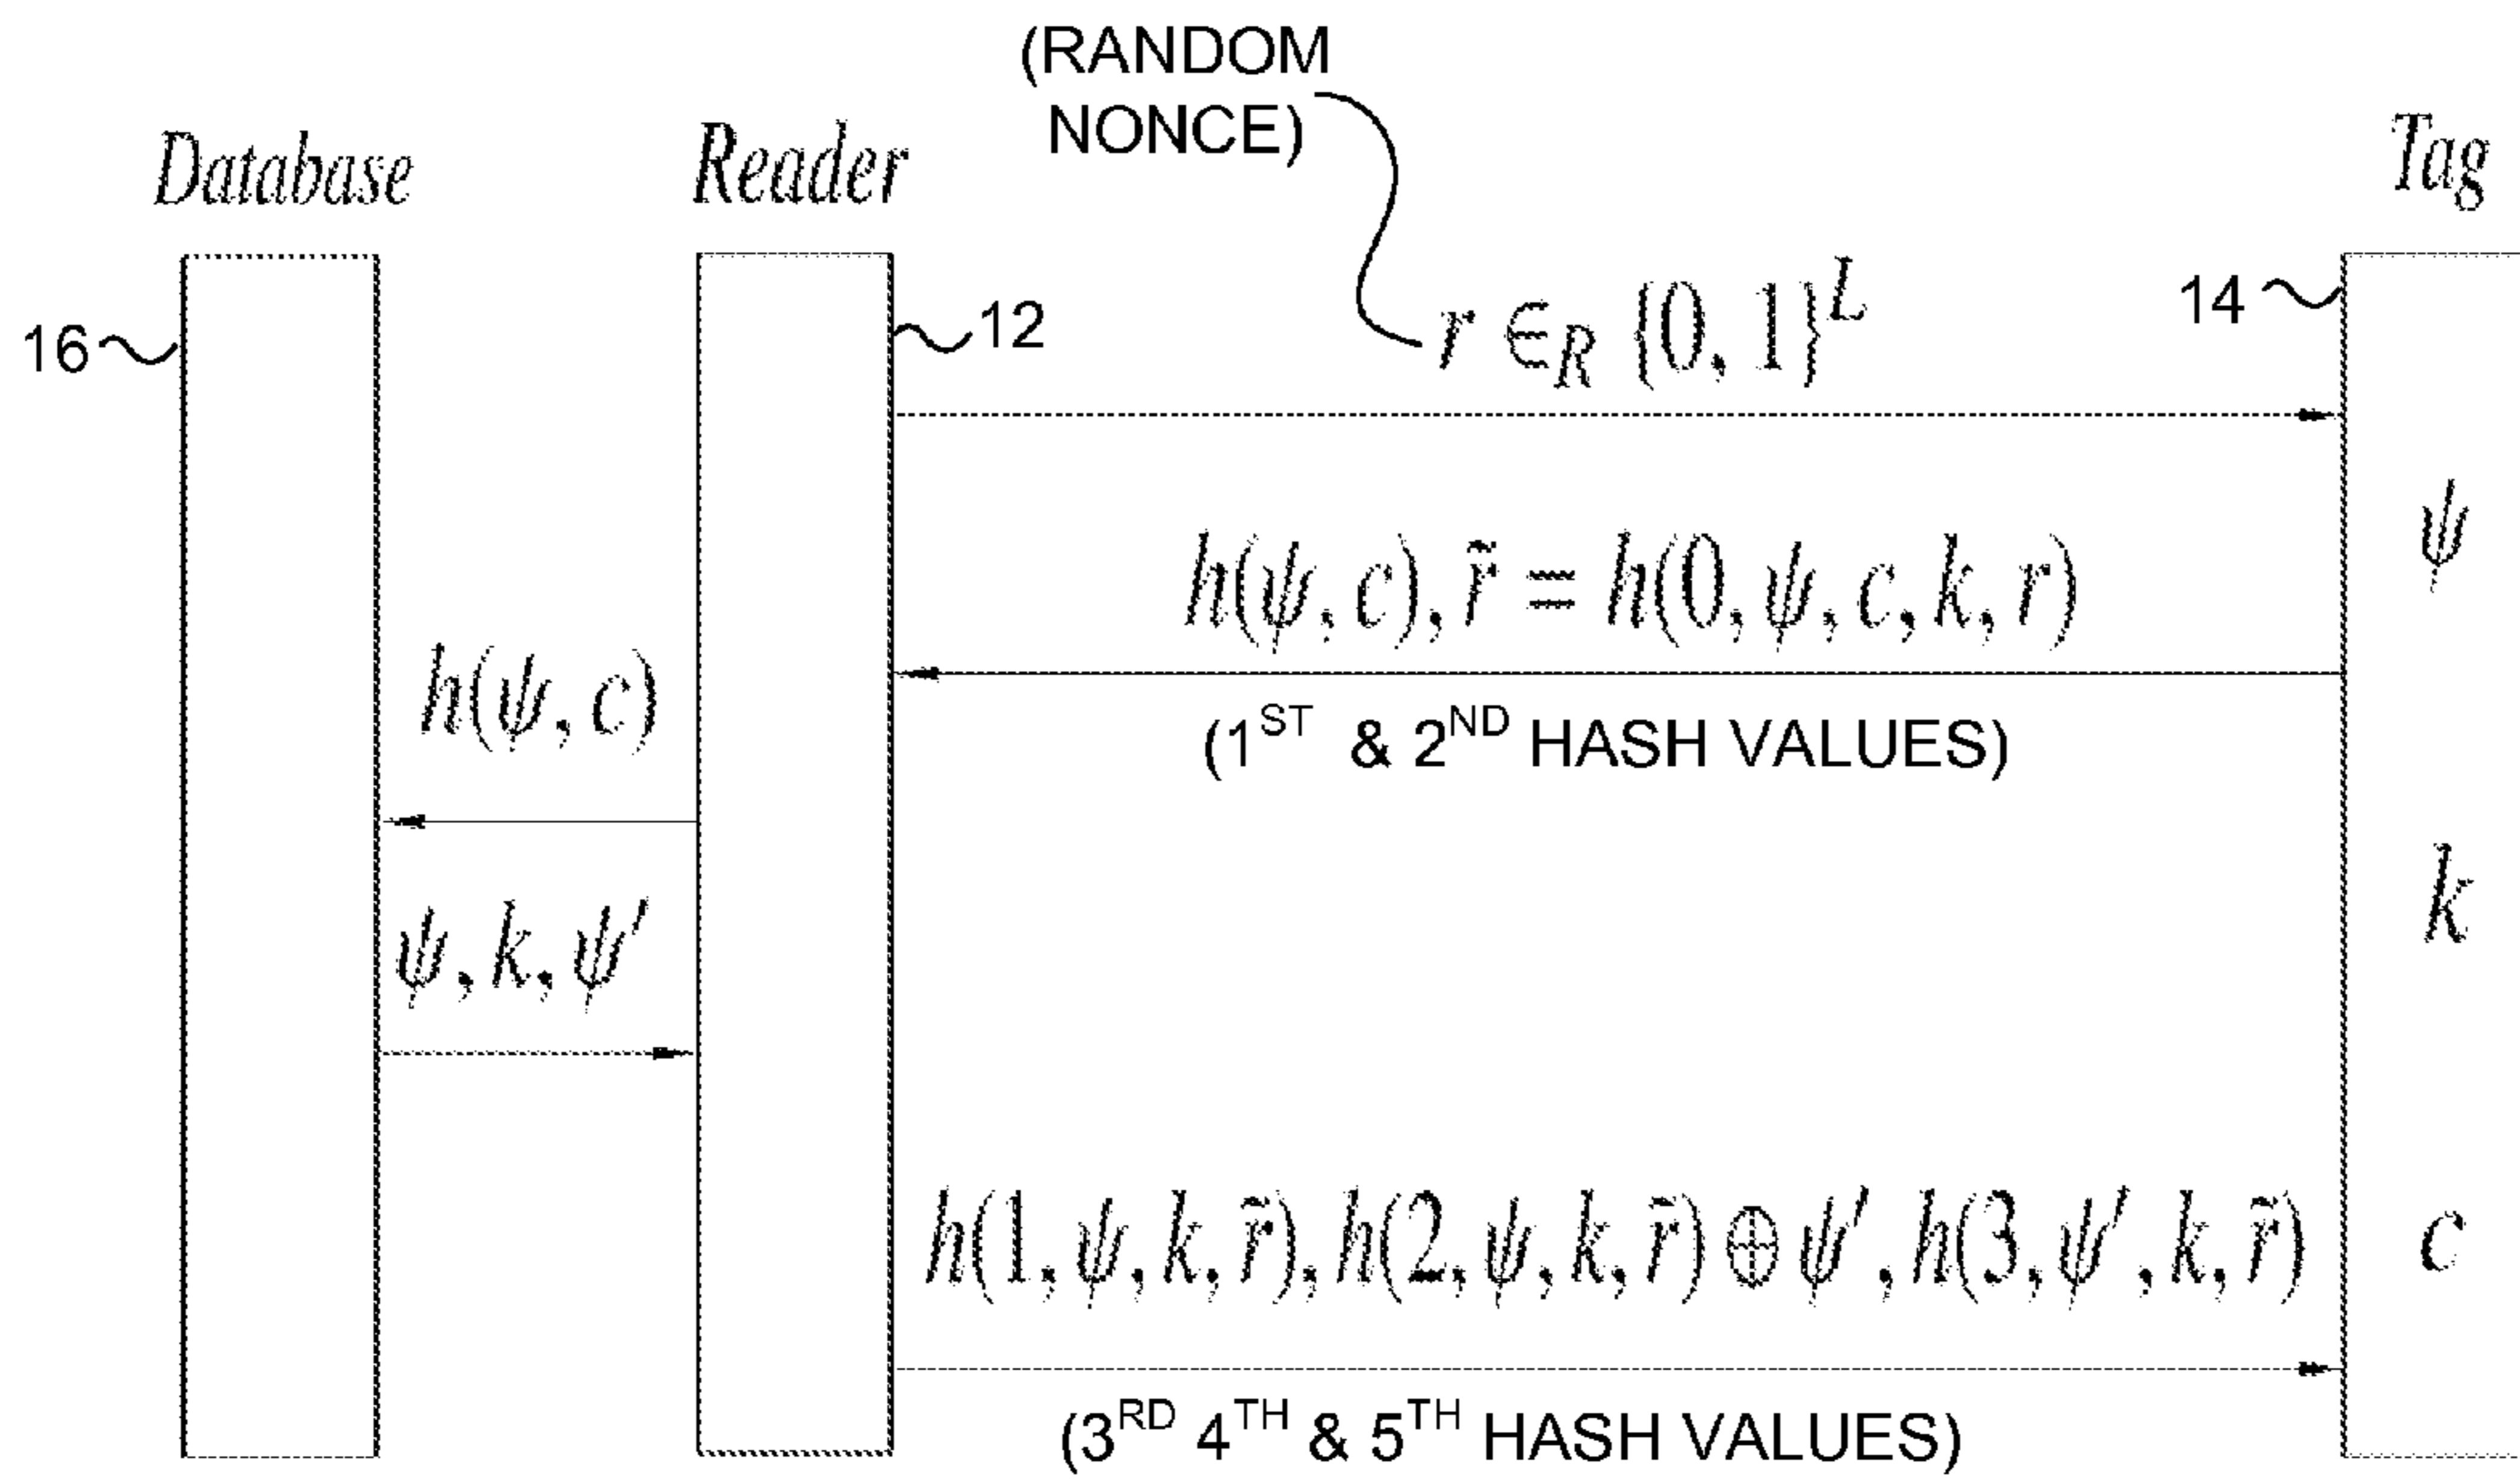 (RANDOM
NONCE)
Database
Reader
Tag
16
12
r ∈_R {0, 1}^L
14
ψ
h(ψ, c), r̃ = h(0, ψ, c, k, r)
h(ψ, c)
(1ST & 2ND HASH VALUES)
k
ψ, k, ψ′
h(1, ψ, k, r̃), h(2, ψ, k, r̃) ⊕ ψ′, h(3, ψ′, k, r̃)
c
(3RD 4TH & 5TH HASH VALUES)